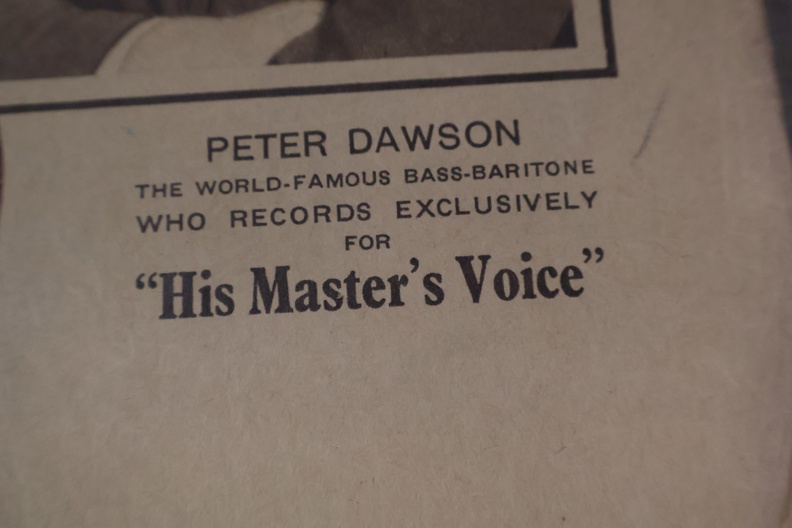 PETER DAWSON
THE WORLD-FAMOUS BASS-BARITONE
WHO RECORDS EXCLUSIVELY
FOR
“His Master’s Voice”